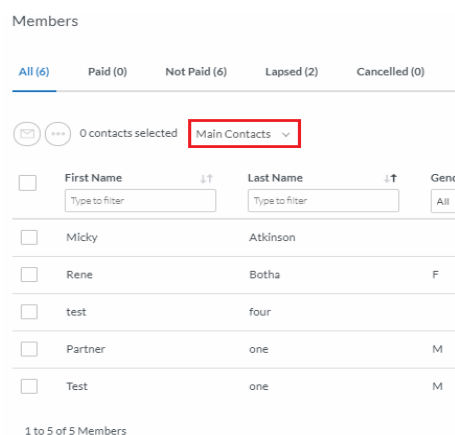 Members
All (6) Paid (0) Not Paid (6) Lapsed (2) Cancelled (0)
0 contacts selected Main Contacts
First Name Last Name
Type to filter Type to filter All
Micky Atkinson
Rene Botha F
test four
Partner one M
Test one M
1 to 5 of 5 Members